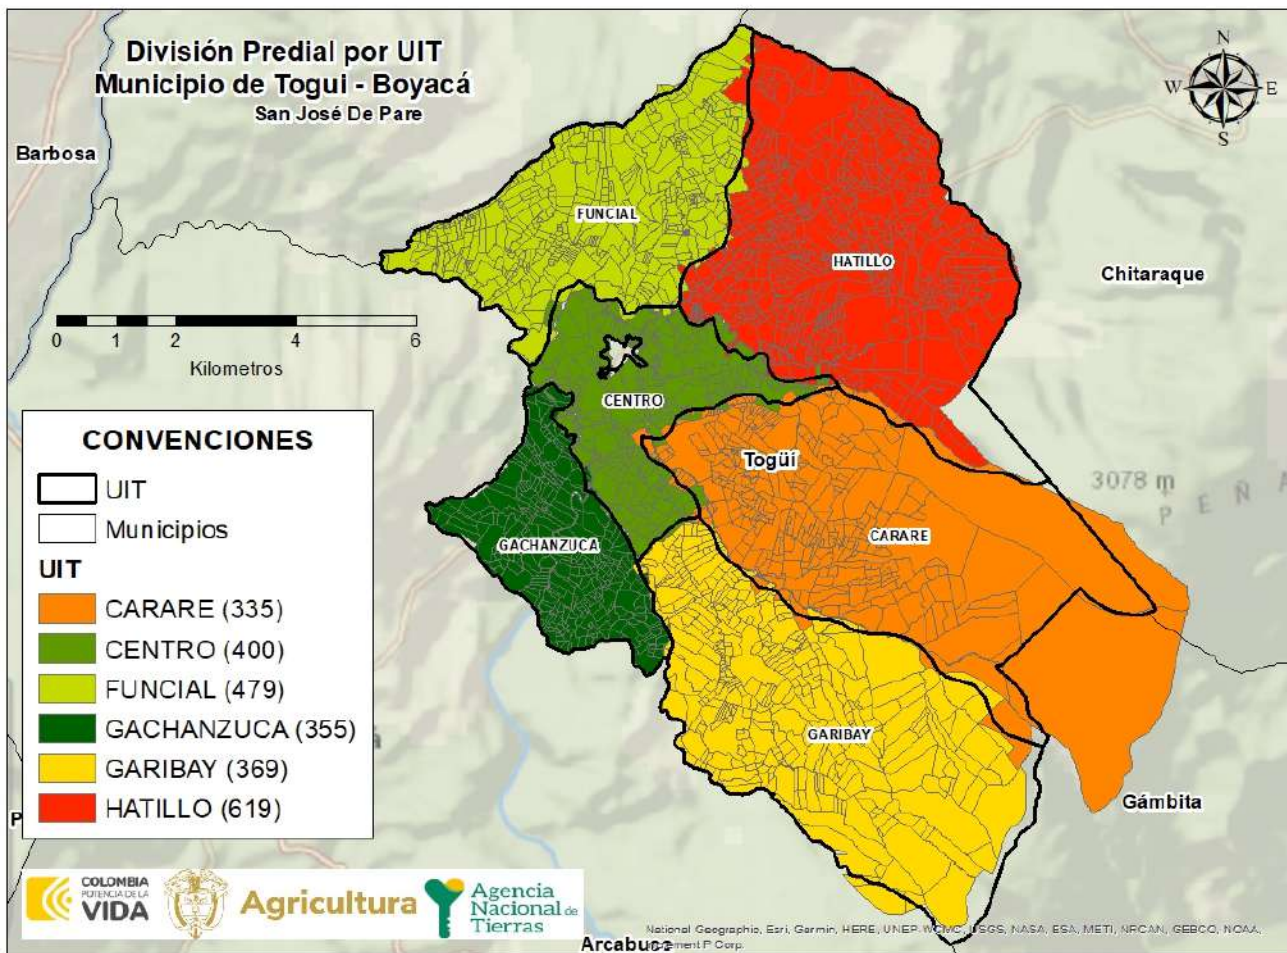 División Predial por UIT
Municipio de Togui - Boyacá
San José De Pare
Barbosa
N
W
E
S
FUNCIAL
HATILLO
Chitaraque
0 1 2 4 6
Kilometros
CENTRO
CONVENCIONES
UIT
Municipios
UIT
CARARE (335)
CENTRO (400)
FUNCIAL (479)
GACHANZUCA (355)
GARIBAY (369)
HATILLO (619)
Togüí
3078 m
PEÑA
CARARE
GACHANZUCA
GARIBAY
Gámbita
COLOMBIA
POTENCIA DE LA
VIDA
Agricultura
Agencia
Nacional de
Tierras
National Geographic, Esri, Garmin, HERE, UNEP-WCMC, USGS, NASA, ESA, METI, NRCAN, GEBCO, NOAA,
P Corp.